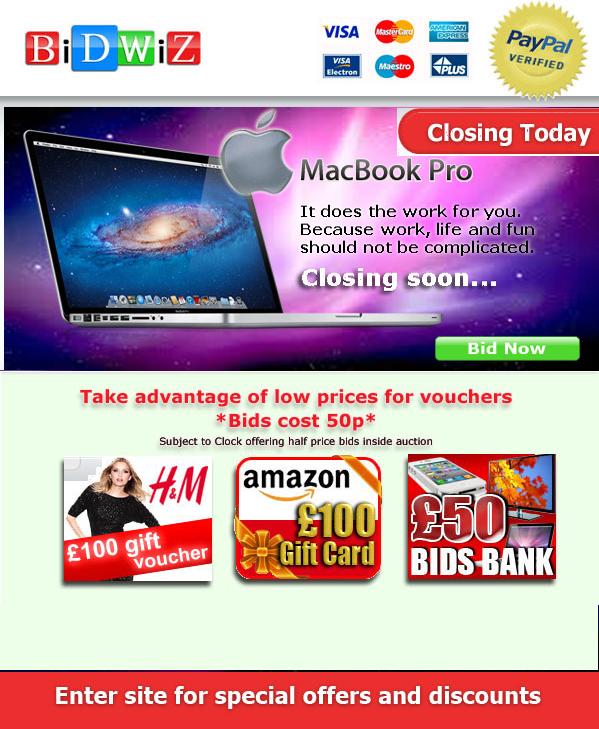 BiDWiZ
VISA
MasterCard
AMERICAN EXPRESS
VISA
Electron
Maestro
PLUS
PayPal
VERIFIED
Closing Today
MacBook Pro
It does the work for you.
Because work, life and fun
should not be complicated.
Closing soon...
Bid Now
Take advantage of low prices for vouchers
*Bids cost 50p*
Subject to Clock offering half price bids inside auction
H&M
£100 gift
voucher
amazon
£100
Gift Card
£50
BIDS BANK
Enter site for special offers and discounts